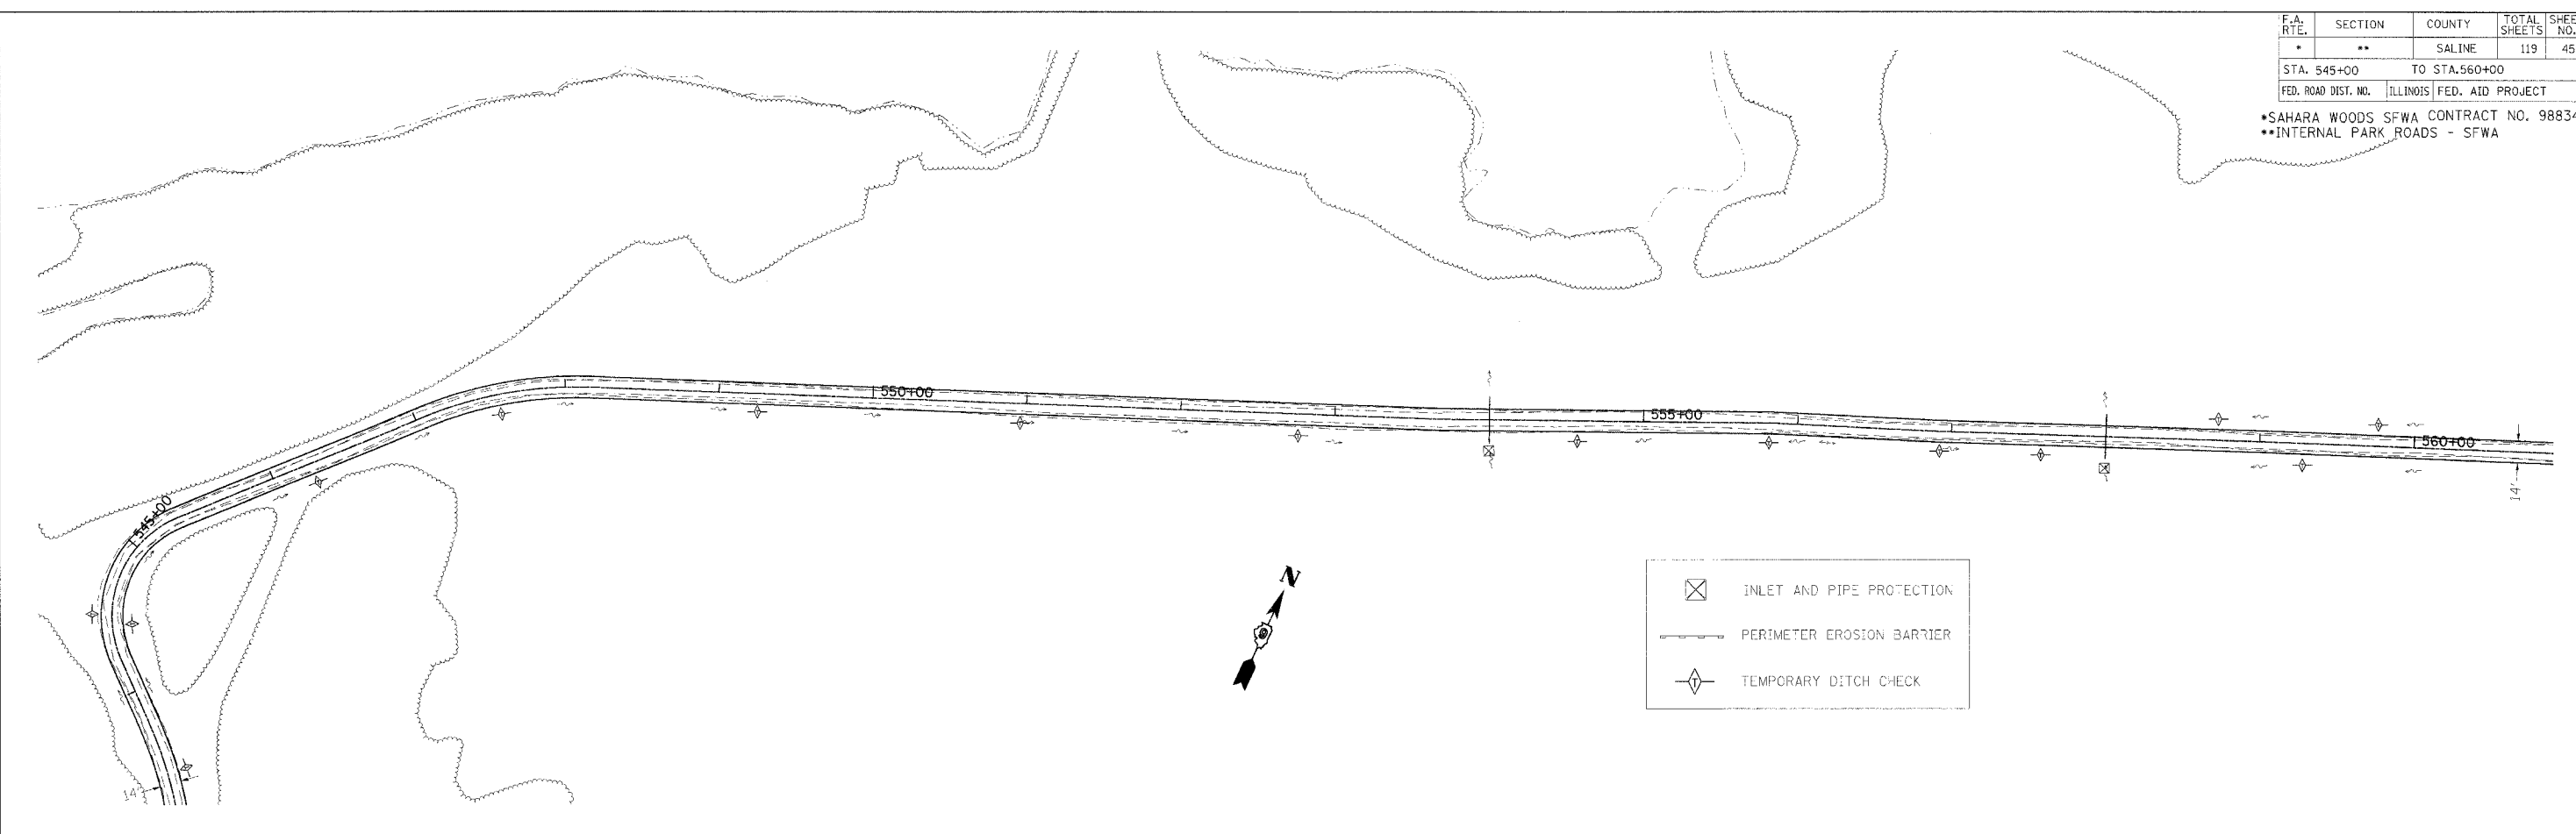 F.A. RTE. SECTION COUNTY TOTAL SHEETS
* ** SALINE 119 45
STA. 545+00 TO STA.560+00
FED. ROAD DIST. NO. ILLINOIS FED. AID PROJECT
*SAHARA WOODS SFWA CONTRACT NO. 98834
**INTERNAL PARK ROADS - SFWA
550+00
555+00
560+00
545+00
14'
14'
N
INLET AND PIPE PROTECTION
PERIMETER EROSION BARRIER
T TEMPORARY DITCH CHECK